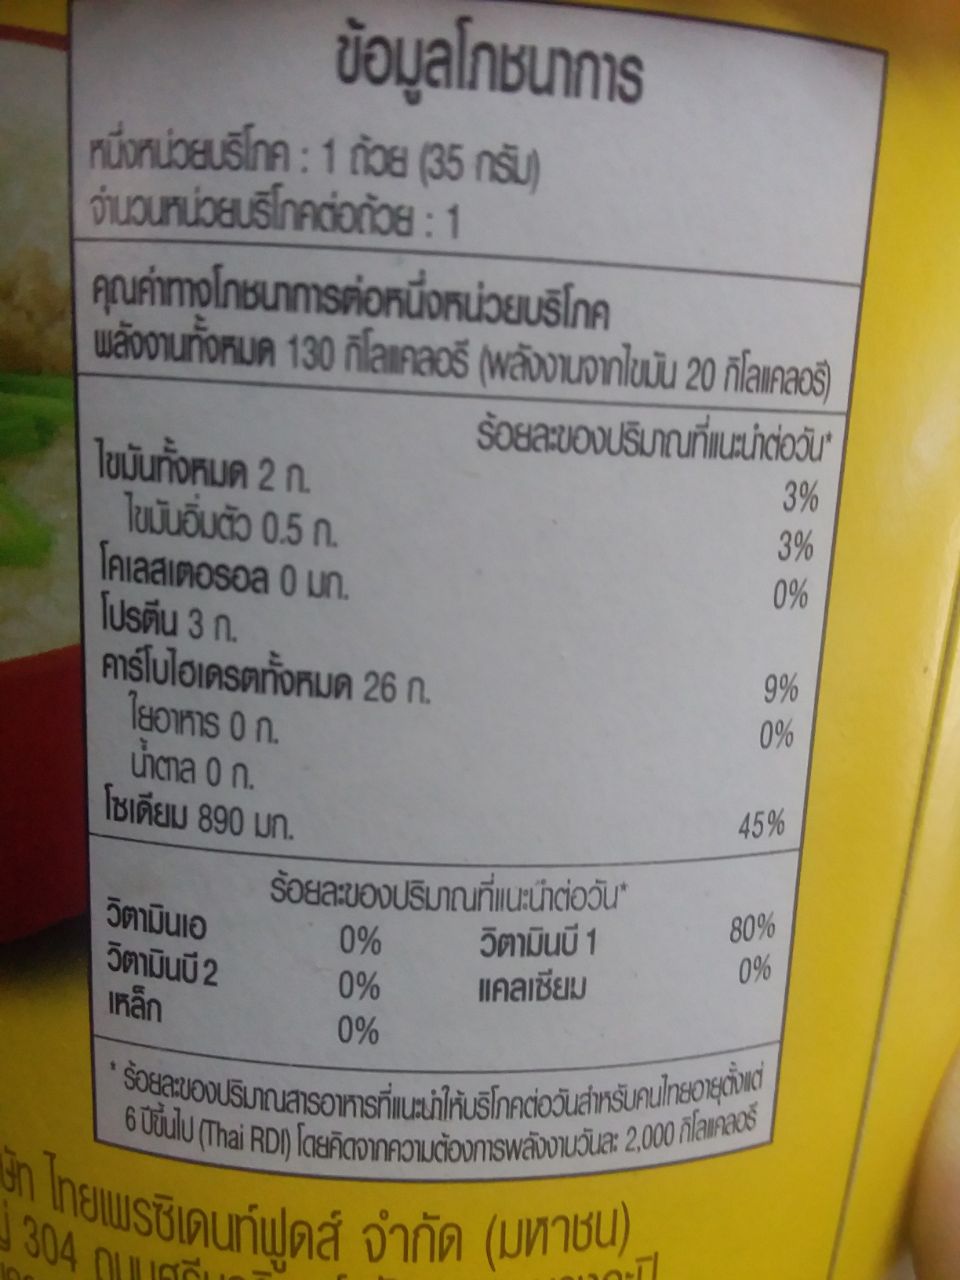 ข้อมูลโภชนาการ
หนึ่งหน่วยบริโภค : 1 ถ้วย (35 กรัม)
จำนวนหน่วยบริโภคต่อถ้วย : 1
คุณค่าทางโภชนาการต่อหนึ่งหน่วยบริโภค
พลังงานทั้งหมด 130 กิโลแคลอรี (พลังงานจากไขมัน 20 กิโลแคลอรี)
ร้อยละของปริมาณที่แนะนำต่อวัน*
ไขมันทั้งหมด 2 ก. 3%
ไขมันอิ่มตัว 0.5 ก. 3%
โคเลสเตอรอล 0 มก. 0%
โปรตีน 3 ก.
คาร์โบไฮเดรตทั้งหมด 26 ก. 9%
ใยอาหาร 0 ก. 0%
น้ำตาล 0 ก.
โซเดียม 890 มก. 45%
ร้อยละของปริมาณที่แนะนำต่อวัน*
วิตามินเอ 0% วิตามินบี 1 80%
วิตามินบี 2 0% แคลเซียม 0%
เหล็ก 0%
* ร้อยละของปริมาณสารอาหารที่แนะนำให้บริโภคต่อวันสำหรับคนไทยอายุตั้งแต่
6 ปีขึ้นไป (Thai RDI) โดยคิดจากความต้องการพลังงานวันละ 2,000 กิโลแคลอรี
ไทยเพรซิเดนท์ฟูดส์ จำกัด (มหาชน)
304